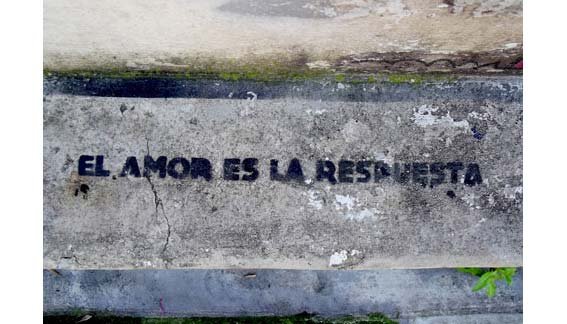 EL AMOR ES LA RESPUESTA